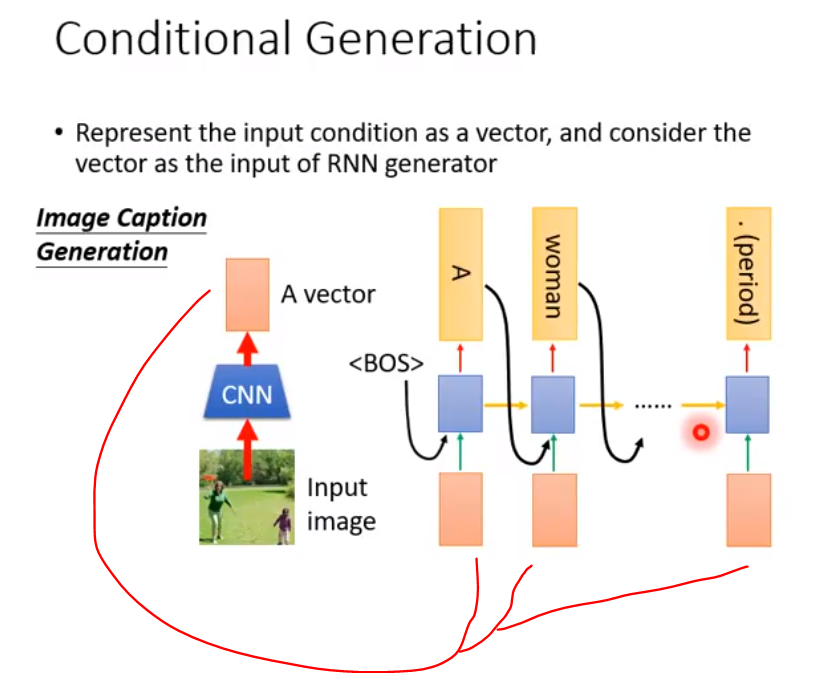 Conditional Generation
• Represent the input condition as a vector, and consider the
vector as the input of RNN generator
Image Caption
Generation
A vector
CNN
Input
image
<BOS>
A
woman
......
. (period)